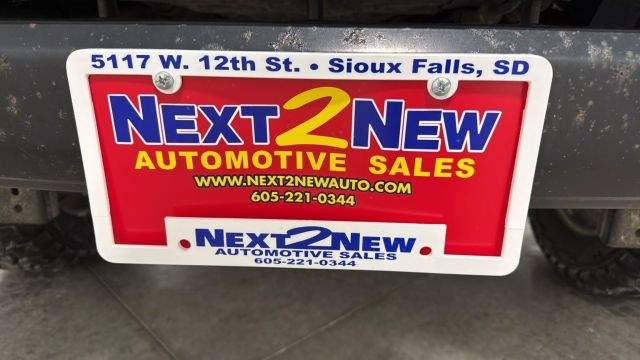 5117 W. 12th St. • Sioux Falls, SD
NEXT2NEW
AUTOMOTIVE SALES
WWW.NEXT2NEWAUTO.COM
605-221-0344
NEXT2NEW
AUTOMOTIVE SALES
605-221-0344